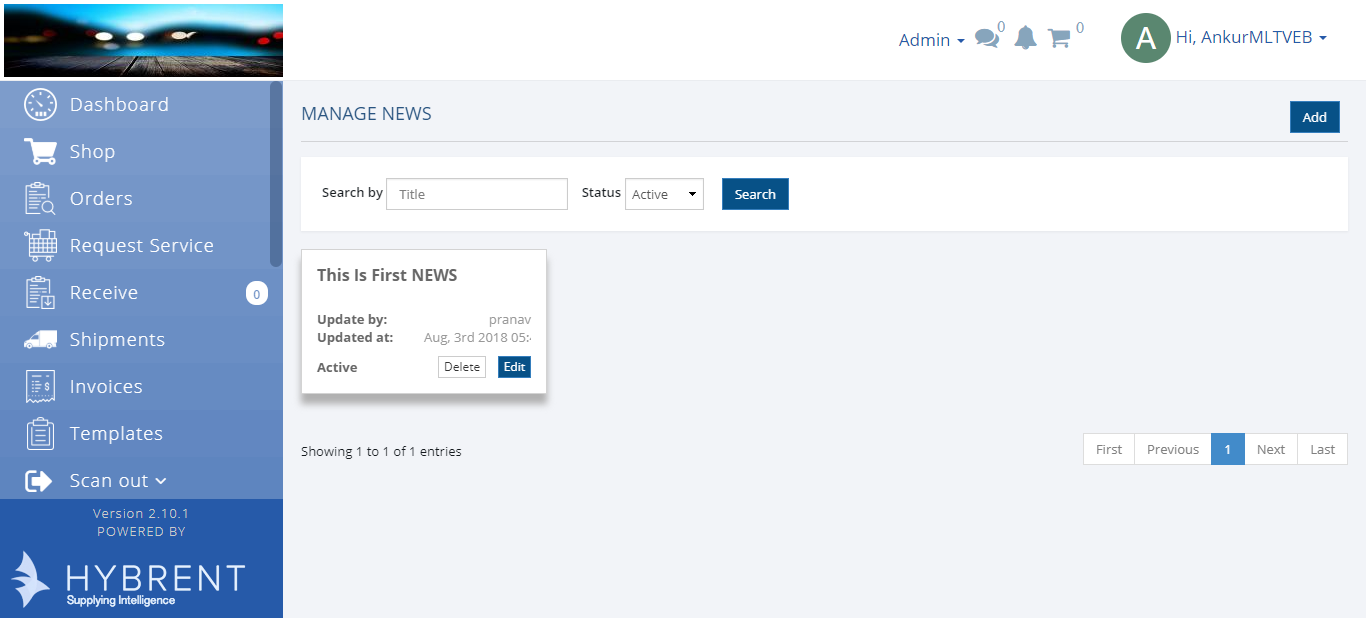 Admin
0
0
A
Hi, AnkurMLTVEB
Dashboard
Shop
Orders
Request Service
Receive
0
Shipments
Invoices
Templates
Scan out
Version 2.10.1
POWERED BY
HYBRENT
Supplying Intelligence
MANAGE NEWS
Add
Search by
Title
Status
Active
Search
This Is First NEWS
Update by: pranav
Updated at: Aug, 3rd 2018 05:
Active
Delete
Edit
Showing 1 to 1 of 1 entries
First
Previous
1
Next
Last